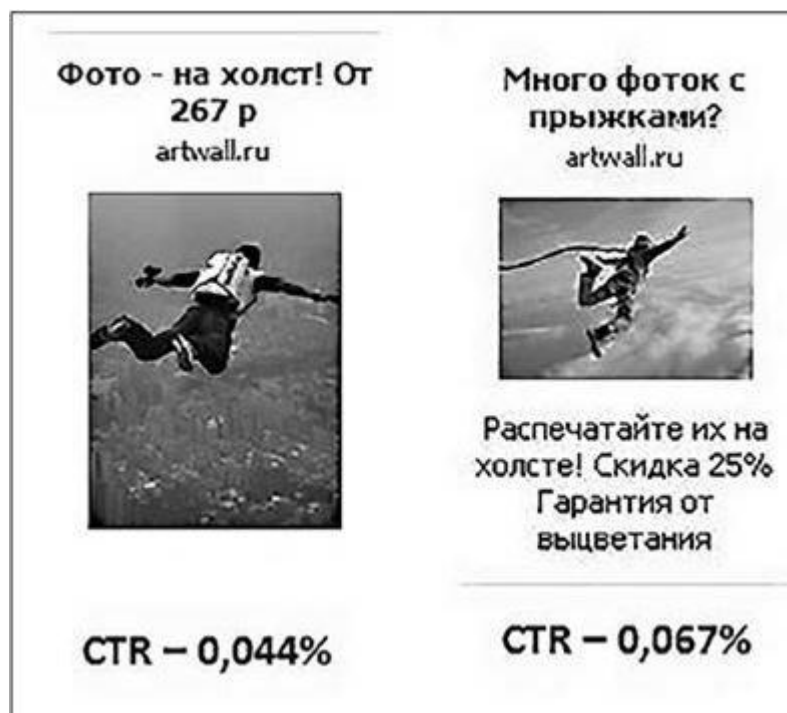 Фото - на холст! От
267 р
artwall.ru
CTR – 0,044%
Много фоток с
прыжками?
artwall.ru
Распечатайте их на
холсте! Скидка 25%
Гарантия от
выцветания
CTR – 0,067%